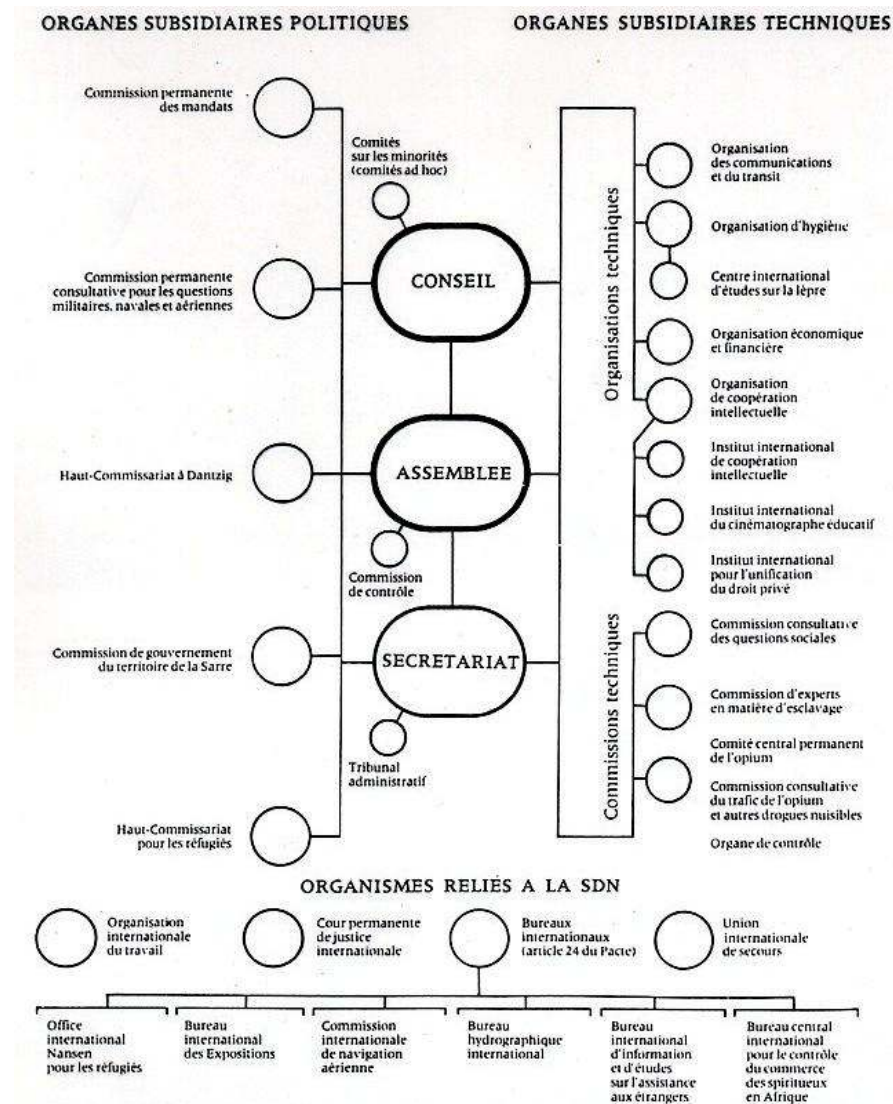 ORGANES SUBSIDIAIRES POLITIQUES
ORGANES SUBSIDIAIRES TECHNIQUES
Commission permanente
des mandats
Comités
sur les minorités
(comités ad hoc)
CONSEIL
Commission permanente
consultative pour les questions
militaires, navales et aériennes
ASSEMBLEE
Haut-Commissariat à Dantzig
Commission
de contrôle
SECRETARIAT
Commission de gouvernement
du territoire de la Sarre
Tribunal
administratif
Haut-Commissariat
pour les réfugiés
Organisations techniques
Organisation
des communications
et du transit
Organisation d'hygiène
Centre international
d'études sur la lèpre
Organisation économique
et financière
Organisation
de coopération
intellectuelle
Institut international
de coopération
intellectuelle
Institut international
du cinématographe éducatif
Institut international
pour l'unification
du droit privé
Commissions techniques
Commission consultative
des questions sociales
Commission d'experts
en matière d'esclavage
Comité central permanent
de l'opium
Commission consultative
du trafic de l'opium
et autres drogues nuisibles
Organe de contrôle
ORGANISMES RELIÉS A LA SDN
Organisation
internationale
du travail
Cour permanente
de justice
internationale
Bureaux
internationaux
(article 24 du Pacte)
Union
internationale
de secours
Office
international
Nansen
pour les réfugiés
Bureau
international
des Expositions
Commission
internationale
de navigation
aérienne
Bureau
hydrographique
international
Bureau
international
d'information
et d'études
sur l'assistance
aux étrangers
Bureau central
international
pour le contrôle
du commerce
des spiritueux
en Afrique